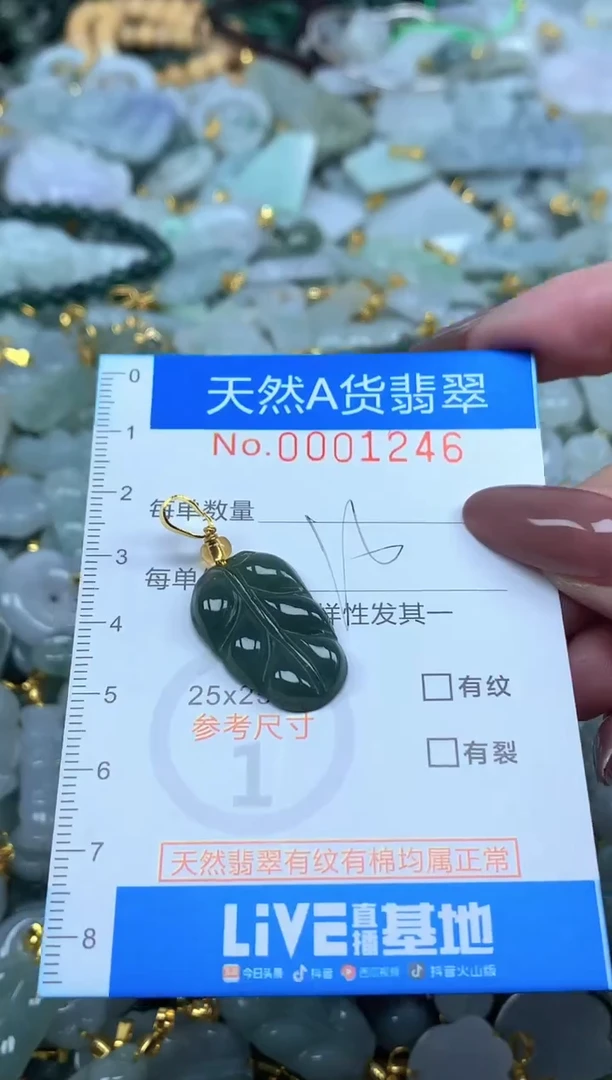 天然A货翡翠
No.0001246
每单数量
每单
样性发其一
25x25
参考尺寸
□有纹
□有裂
1
天然翡翠有纹有棉均属正常
LiVE直播基地
今日头条 抖音 西瓜视频 抖音火山版
0
1
2
3
4
5
6
7
8